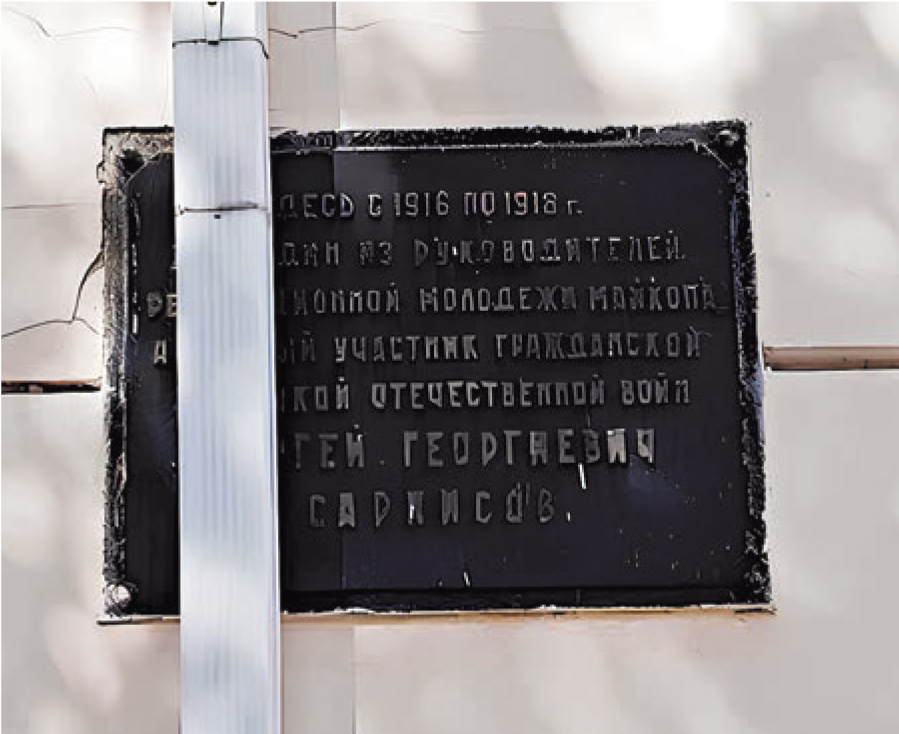 ДЕСЬ С 1916 ПО 1918 г.
ДИН ИЗ РУКОВОДИТЕЛЕЙ
РЕ ИОННОЙ МОЛОДЕЖИ МАЙКОПА
А ЫЙ УЧАСТНИК ГРАЖДАНСКОЙ
КОЙ ОТЕЧЕСТВЕННОЙ ВОЙН
ГЕЙ ГЕОРГИЕВИЧ
САРКИСОВ.